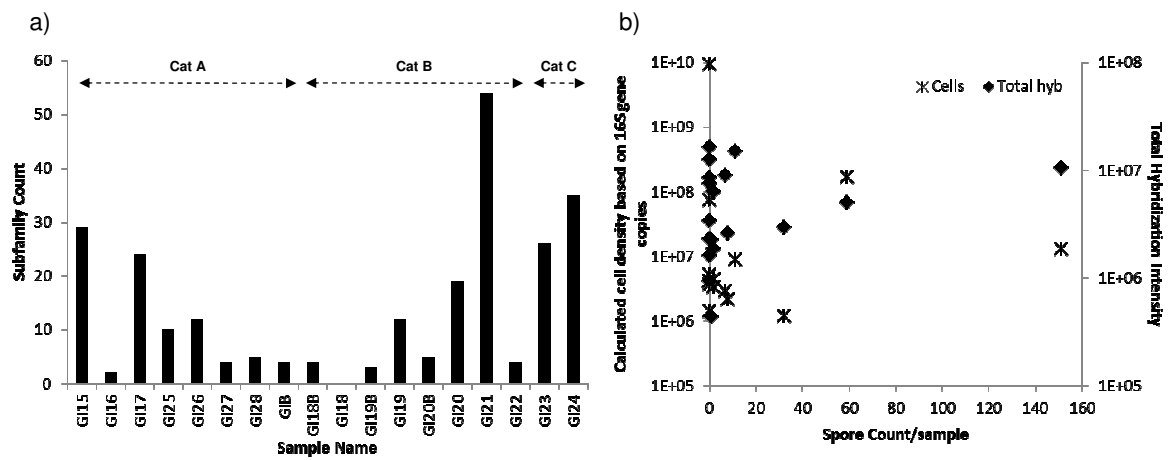 a)
60
50
40
30
20
10
0
Subfamily Count
Cat A
Cat B
Cat C
GI15
GI16
GI17
GI25
GI26
GI27
GI28
GIB
GI18B
GI18
GI19B
GI19
GI20B
GI20
GI21
GI22
GI23
GI24
Sample Name
b)
Calculated cell density based on 16S gene
copies
1E+10
1E+09
1E+08
1E+07
1E+06
1E+05
Cells
Total hyb
1E+08
1E+07
1E+06
1E+05
Total Hybridization Intensity
0 20 40 60 80 100 120 140 160
Spore Count/sample